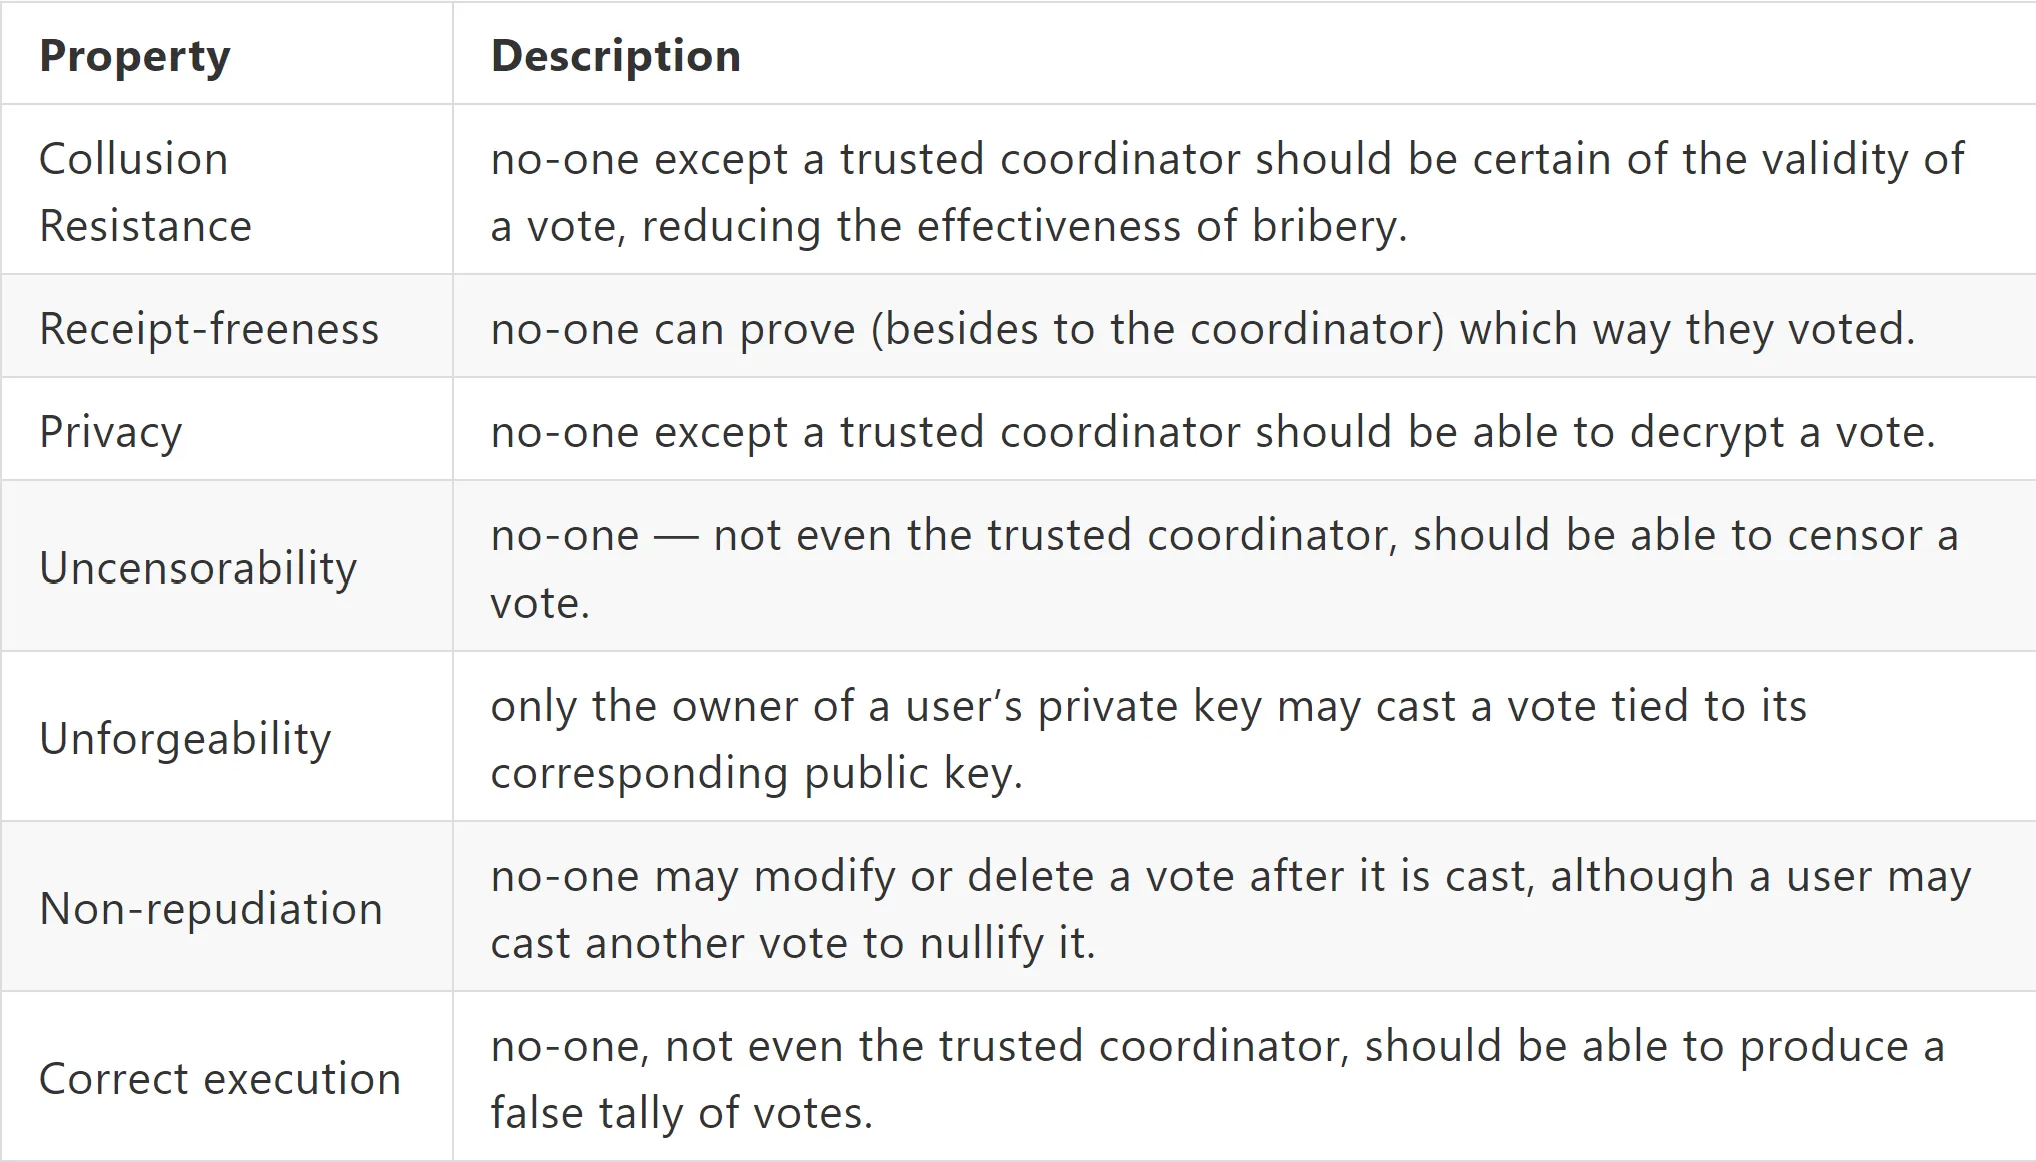 Property Description
Collusion
Resistance
no-one except a trusted coordinator should be certain of the validity of
a vote, reducing the effectiveness of bribery.
Receipt-freeness no-one can prove (besides to the coordinator) which way they voted.
Privacy no-one except a trusted coordinator should be able to decrypt a vote.
Uncensorability
no-one — not even the trusted coordinator, should be able to censor a
vote.
Unforgeability
only the owner of a user’s private key may cast a vote tied to its
corresponding public key.
Non-repudiation
no-one may modify or delete a vote after it is cast, although a user may
cast another vote to nullify it.
Correct execution
no-one, not even the trusted coordinator, should be able to produce a
false tally of votes.